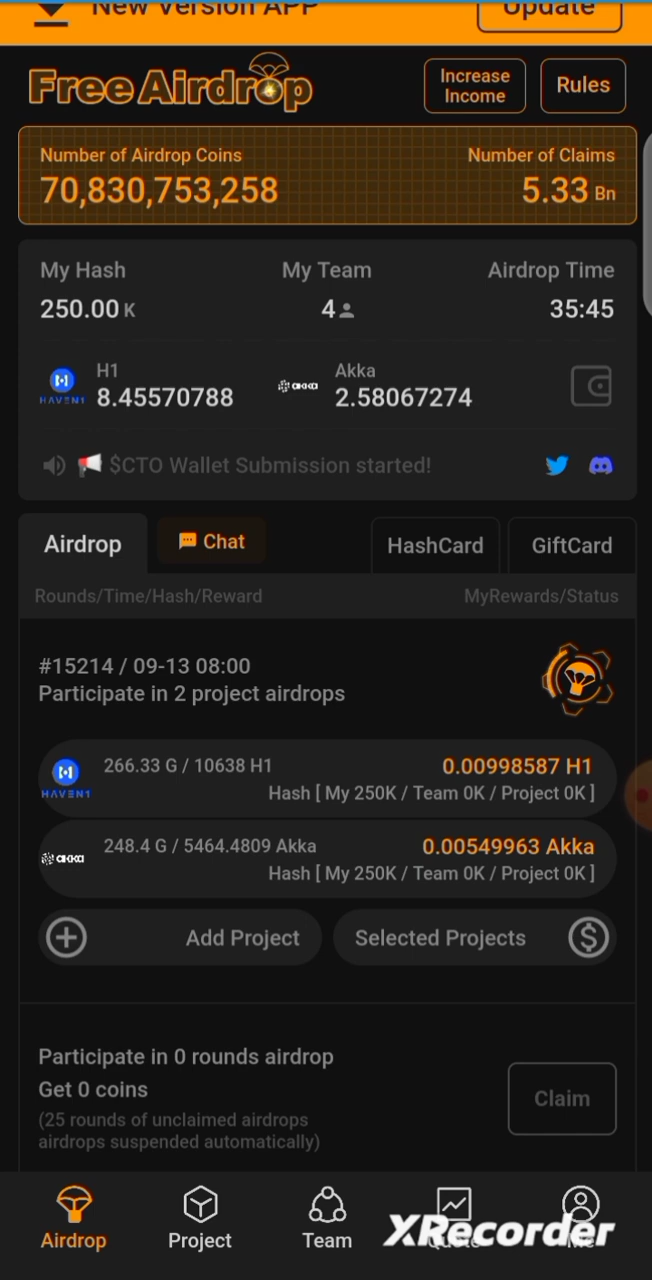 New Version APP
Update
Free Airdrop
Increase
Income
Rules
Number of Airdrop Coins
Number of Claims
70,830,753,258
5.33 Bn
My Hash
My Team
Airdrop Time
250.00 K
4
35:45
H1
Akka
HAVEN1
8.45570788
akka
2.58067274
$CTO Wallet Submission started!
Airdrop
Chat
HashCard
GiftCard
Rounds/Time/Hash/Reward
MyRewards/Status
#15214 / 09-13 08:00
Participate in 2 project airdrops
266.33 G / 10638 H1
0.00998587 H1
HAVEN1
Hash [ My 250K / Team 0K / Project 0K ]
248.4 G / 5464.4809 Akka
0.00549963 Akka
akka
Hash [ My 250K / Team 0K / Project 0K ]
Add Project
Selected Projects
Participate in 0 rounds airdrop
Get 0 coins
Claim
(25 rounds of unclaimed airdrops
airdrops suspended automatically)
Airdrop
Project
Team
XRecorder